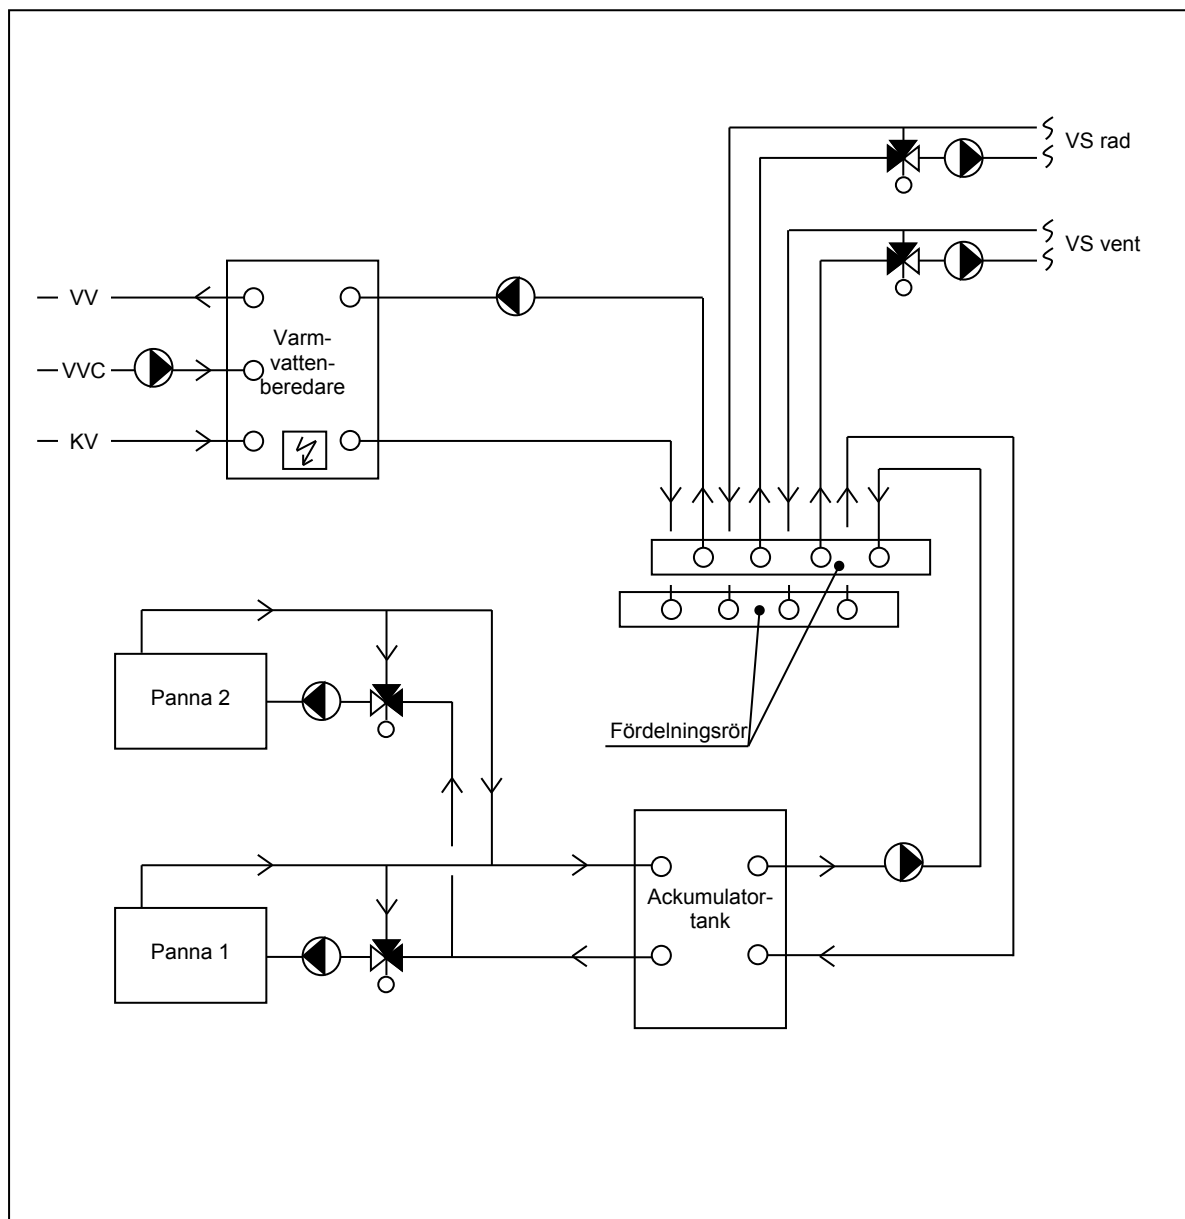 VS rad
VS vent
VV
Varm-
vatten-
beredare
VVC
KV
Panna 2
Fördelningsrör
Ackumulator-
tank
Panna 1